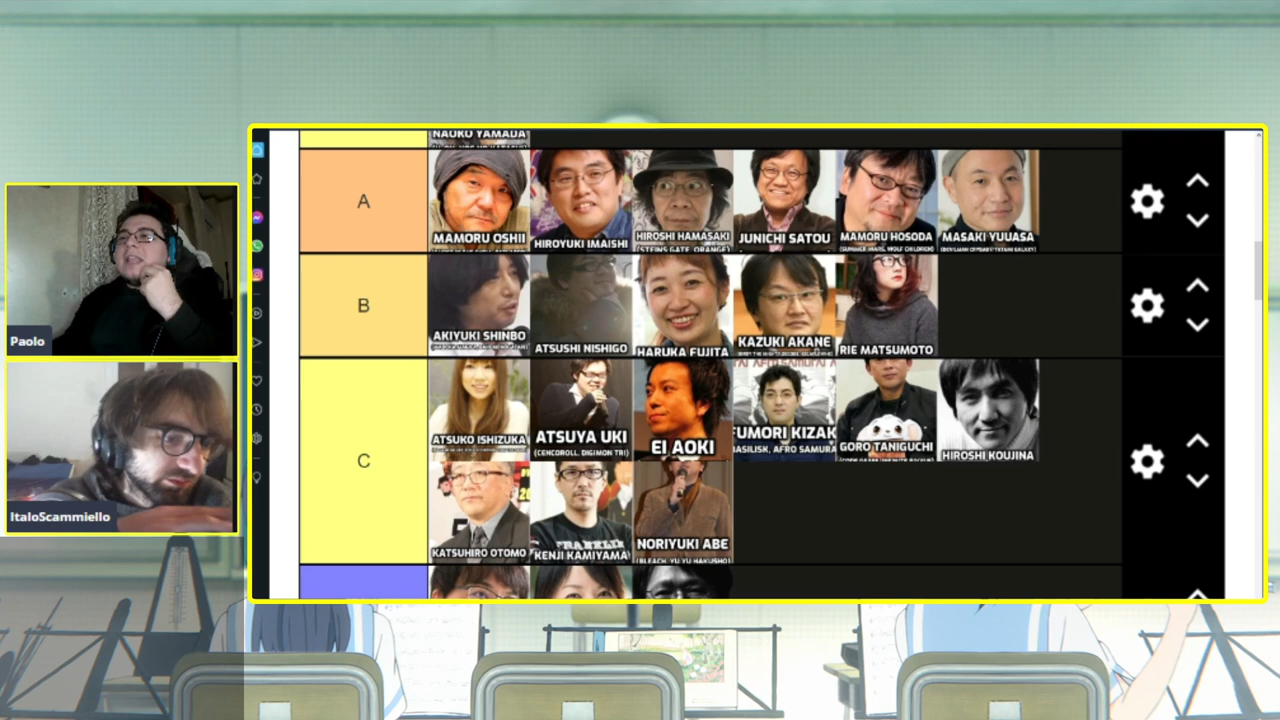 NAOKO YAMADA
A
MAMORU OSHII
HIROYUKI IMAISHI
HIROSHI HAMASAKI
(STEINS GATE, ORANGE)
JUNICHI SATOU
MAMORU HOSODA
(SUMMER WARS, WOLF CHILDREN)
MASAKI YUUASA
B
AKIYUKI SHINBO
ATSUSHI NISHIGO
HARUKA FUJITA
KAZUKI AKANE
RIE MATSUMOTO
C
ATSUKO ISHIZUKA
ATSUYA UKI
(CENCOROLL, DIGIMON TRI)
EI AOKI
FUMORI KIZAK
BASILISK, AFRO SAMURA
GORO TANIGUCHI
HIROSHI KOUJINA
KATSUHIRO OTOMO
KENJI KAMIYAMA
NORIYUKI ABE
(BLEACH, YU YU HAKUSHO)
Paolo
ItaloScammiello